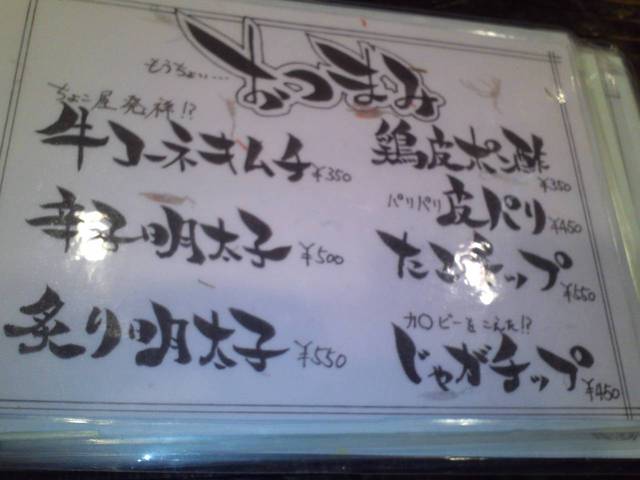 もうちょい…
おつまみ
ちょこ屋発祥!?
牛コーネキムチ ¥350
辛子明太子 ¥500
炙り明太子 ¥550
鶏皮ポン酢 ¥350
パリパリ 皮パリ ¥450
たこチップ ¥550
カ〇ビーをこえた!?
じゃがチップ ¥450